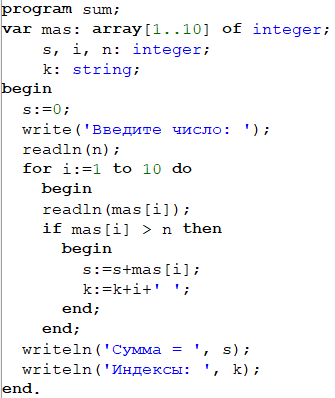 program sum;
var mas: array[1..10] of integer;
    s, i, n: integer;
    k: string;
begin
  s:=0;
  write('Введите число: ');
  readln(n);
  for i:=1 to 10 do
    begin
    readln(mas[i]);
    if mas[i] > n then
      begin
        s:=s+mas[i];
        k:=k+i+' ';
      end;
    end;
  writeln('Сумма = ', s);
  writeln('Индексы: ', k);
end.